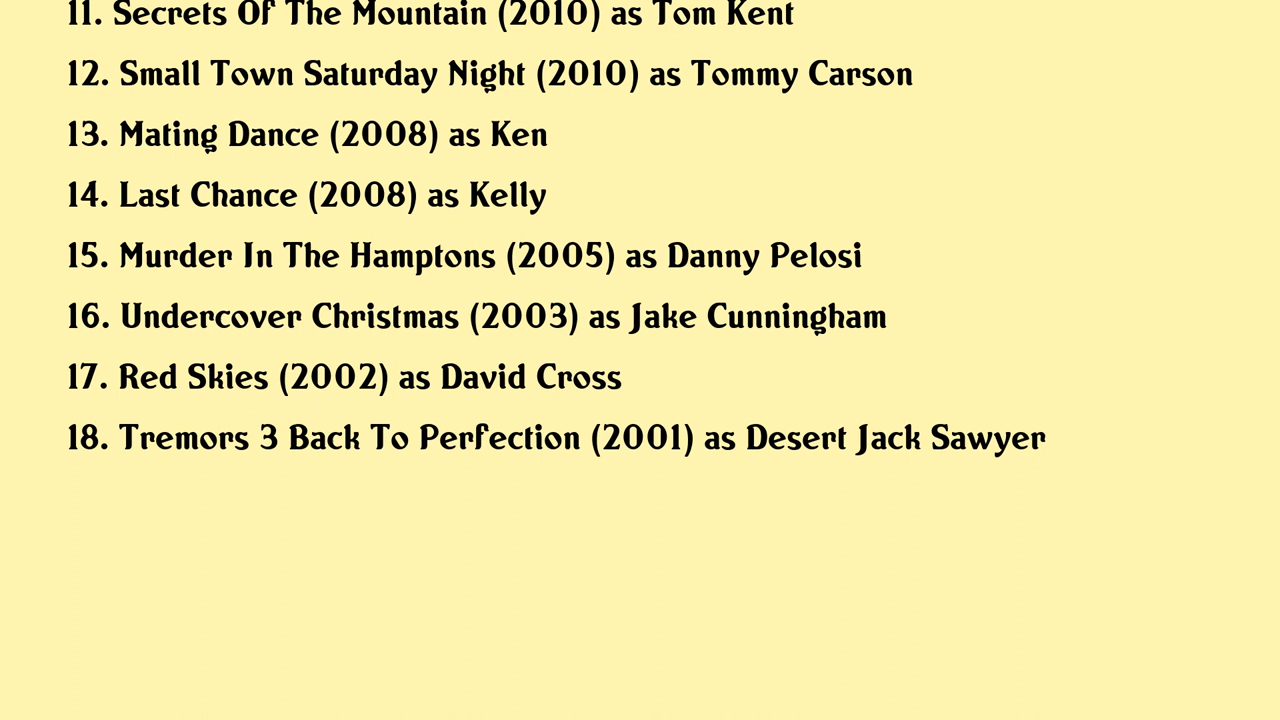 11. Secrets Of The Mountain (2010) as Tom Kent
12. Small Town Saturday Night (2010) as Tommy Carson
13. Mating Dance (2008) as Ken
14. Last Chance (2008) as Kelly
15. Murder In The Hamptons (2005) as Danny Pelosi
16. Undercover Christmas (2003) as Jake Cunningham
17. Red Skies (2002) as David Cross
18. Tremors 3 Back To Perfection (2001) as Desert Jack Sawyer